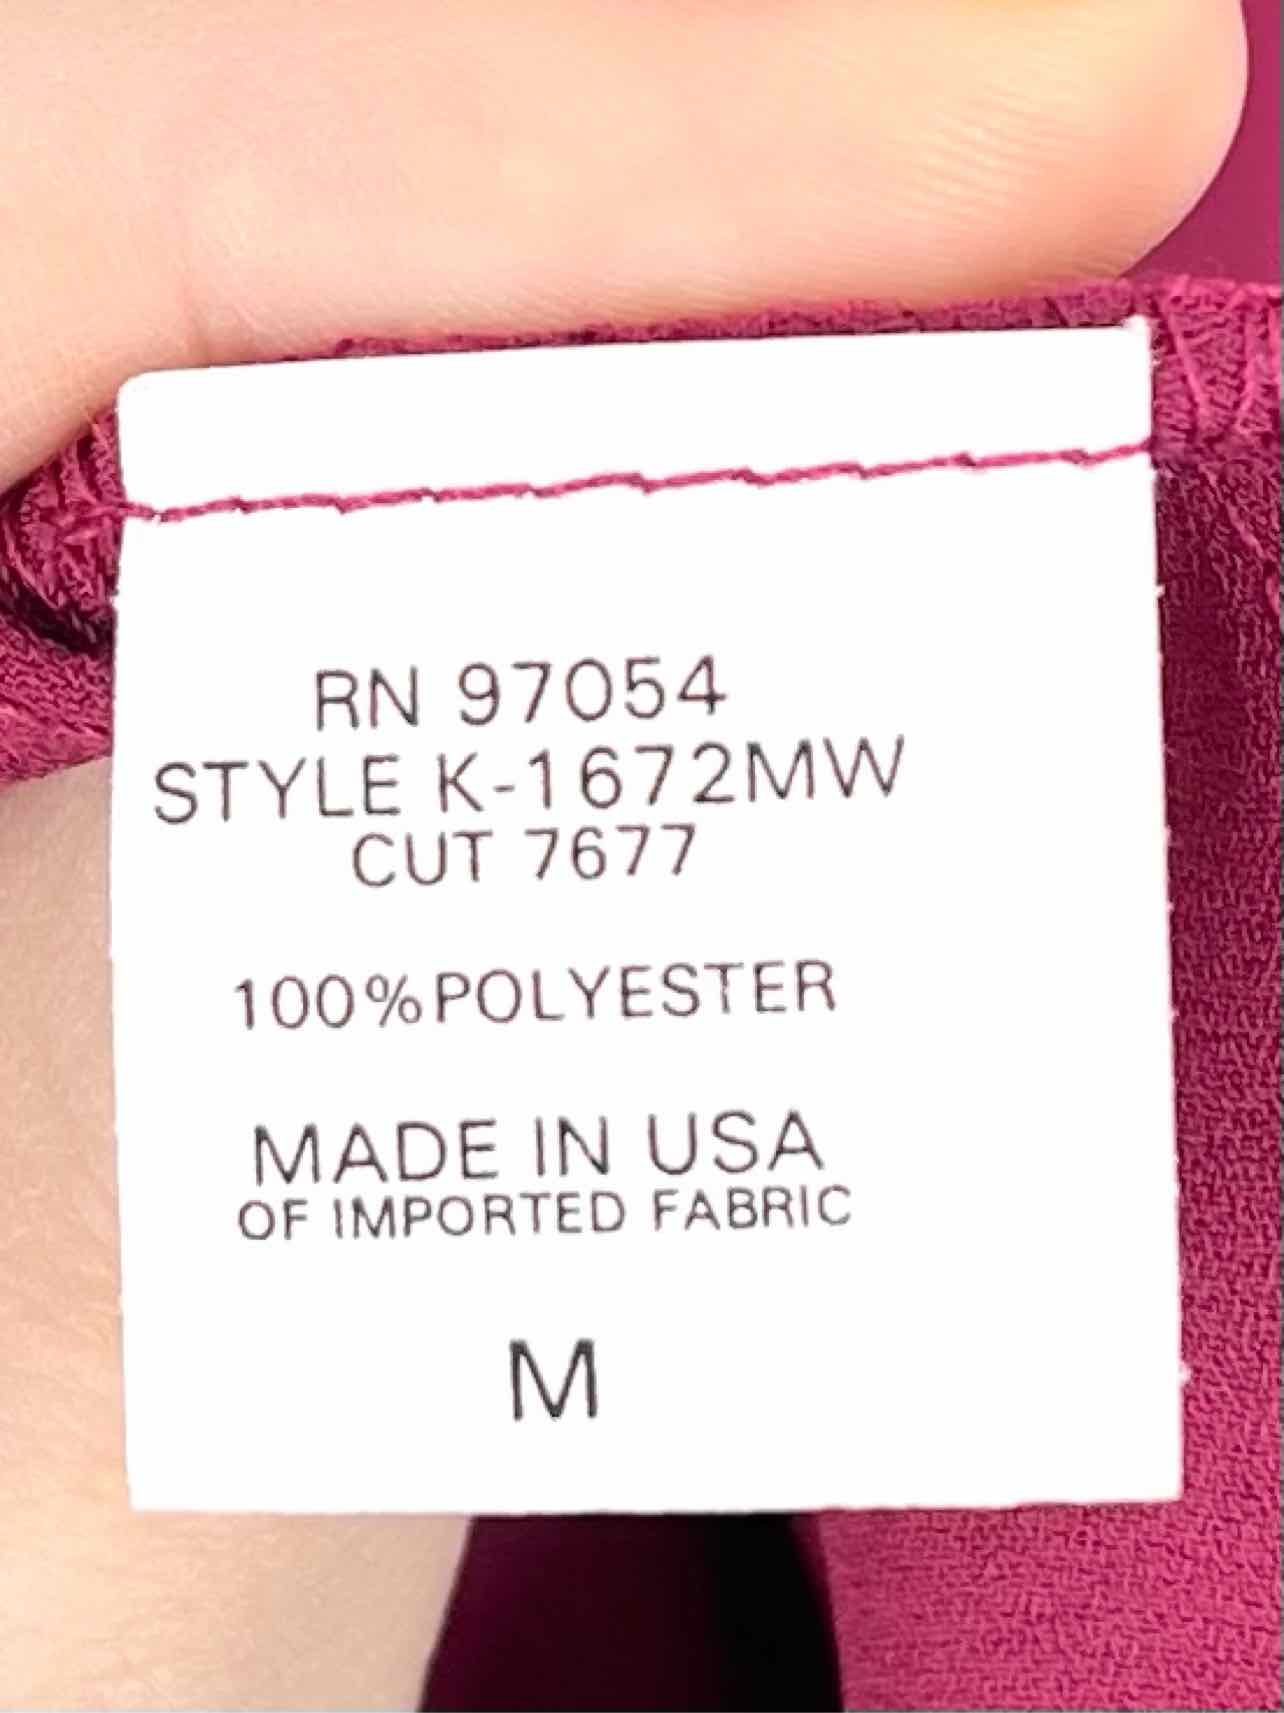 RN 97054
STYLE K-1672MW
CUT 7677
100%POLYESTER
MADE IN USA
OF IMPORTED FABRIC
M